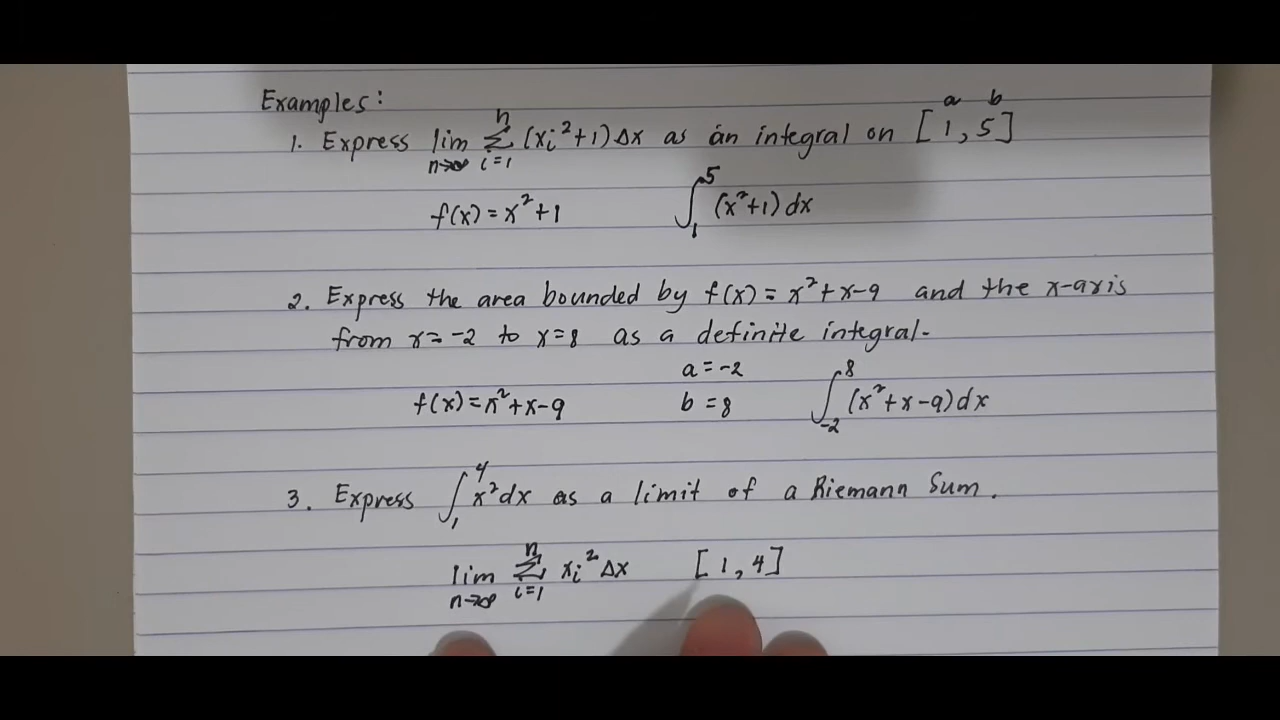 Examples:
a b
1. Express lim n→∞ n Σ i=1 (xi²+1)Δx as an integral on [1, 5]
f(x) = x²+1 ∫₁⁵ (x²+1) dx
2. Express the area bounded by f(x) = x²+x-9 and the x-axis
from x=-2 to x=8 as a definite integral.
a = -2
f(x) = x²+x-9 b = 8 ∫₋₂⁸ (x²+x-9) dx
3. Express ∫₁⁴ x² dx as a limit of a Riemann Sum.
lim n→∞ n Σ i=1 xi² Δx [1, 4]